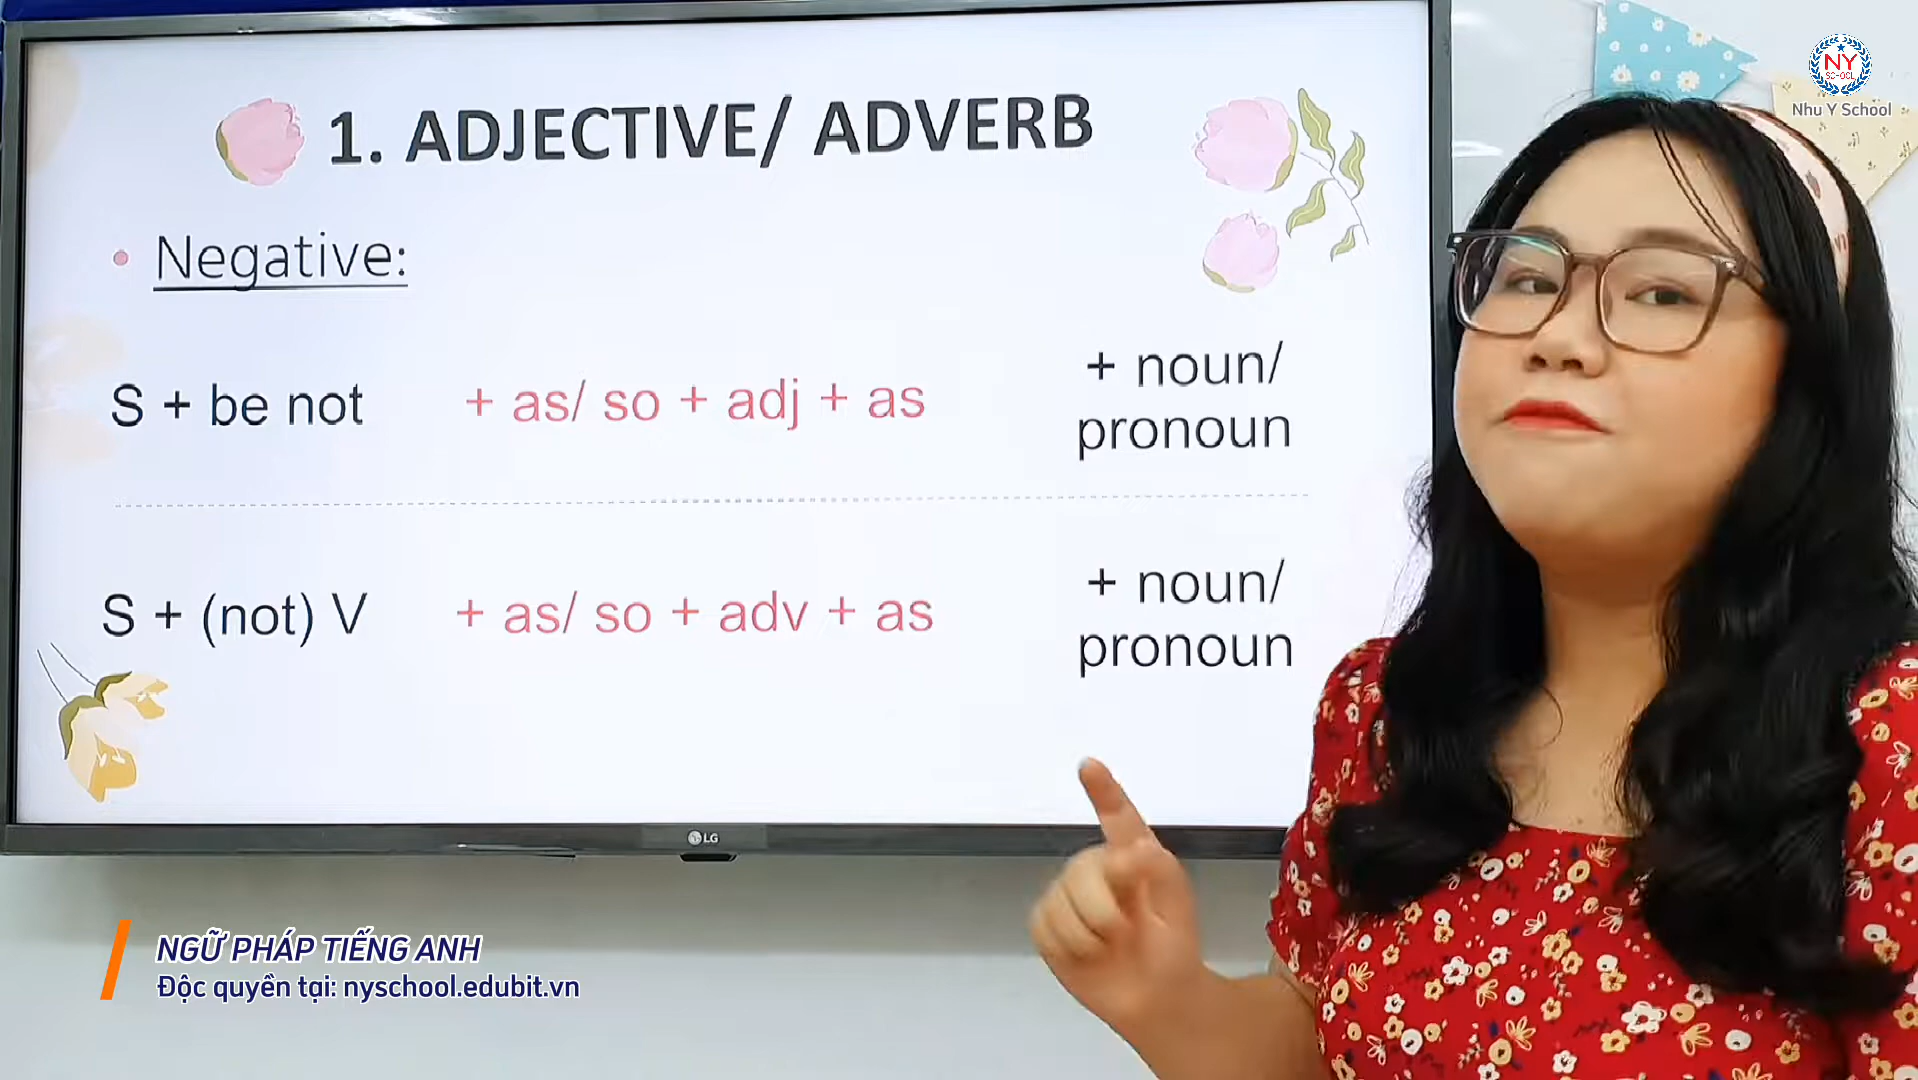 NY
SCHOOL
Nhu Y School
1. ADJECTIVE/ ADVERB
• Negative:
S + be not + as/ so + adj + as + noun/
pronoun
S + (not) V + as/ so + adv + as + noun/
pronoun
LG
NGỮ PHÁP TIẾNG ANH
Độc quyền tại: nyschool.edubit.vn